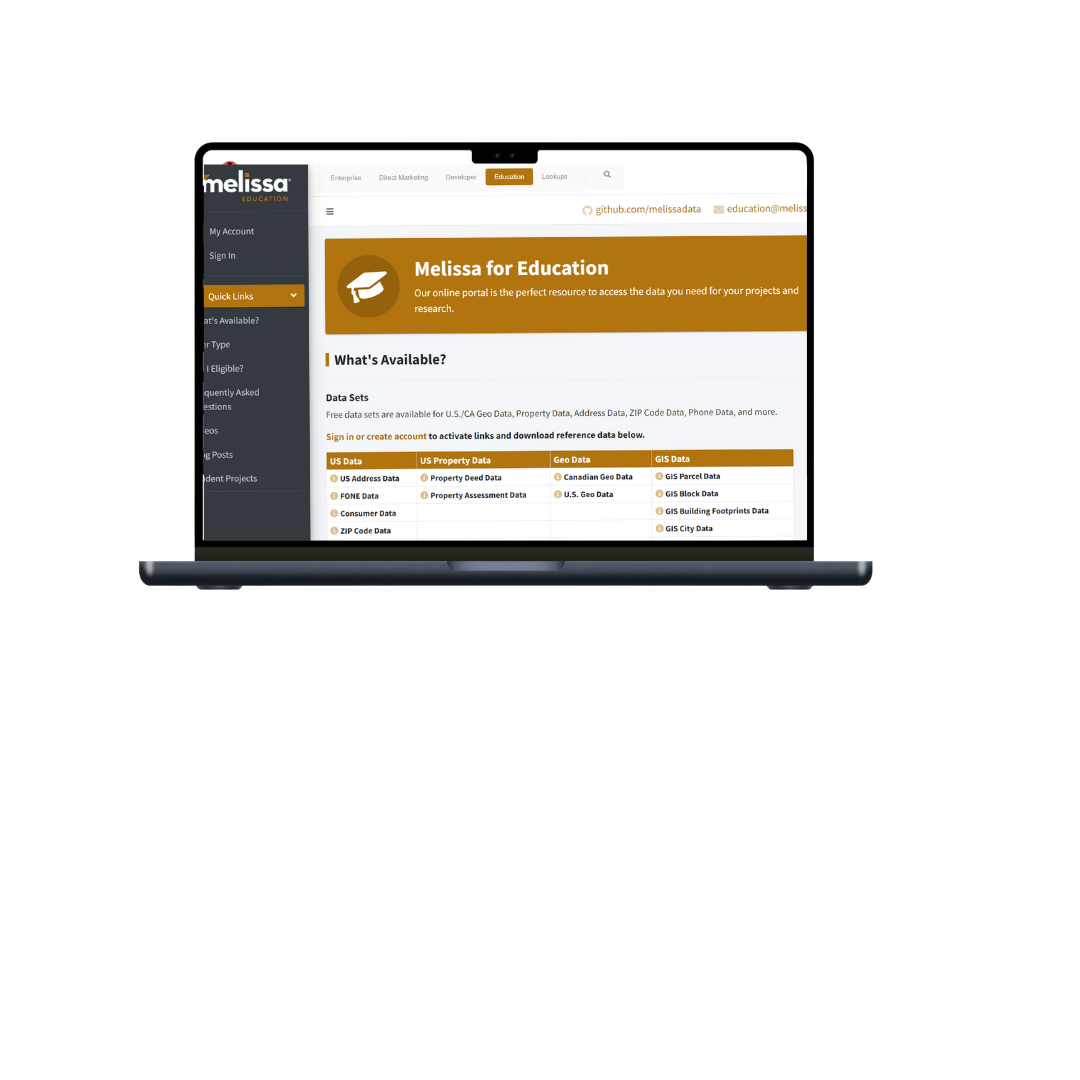 melissa
EDUCATION
My Account
Sign In
Quick Links
at's Available?
er Type
I Eligible?
quently Asked
estions
eos
g Posts
dent Projects
Enterprise Direct Marketing Developer Education Lookups
github.com/melissadata education@meliss
Melissa for Education
Our online portal is the perfect resource to access the data you need for your projects and
research.
What's Available?
Data Sets
Free data sets are available for U.S./CA Geo Data, Property Data, Address Data, ZIP Code Data, Phone Data, and more.
Sign in or create account to activate links and download reference data below.
US Data US Property Data Geo Data GIS Data
US Address Data Property Deed Data Canadian Geo Data GIS Parcel Data
FONE Data Property Assessment Data U.S. Geo Data GIS Block Data
Consumer Data GIS Building Footprints Data
ZIP Code Data GIS City Data